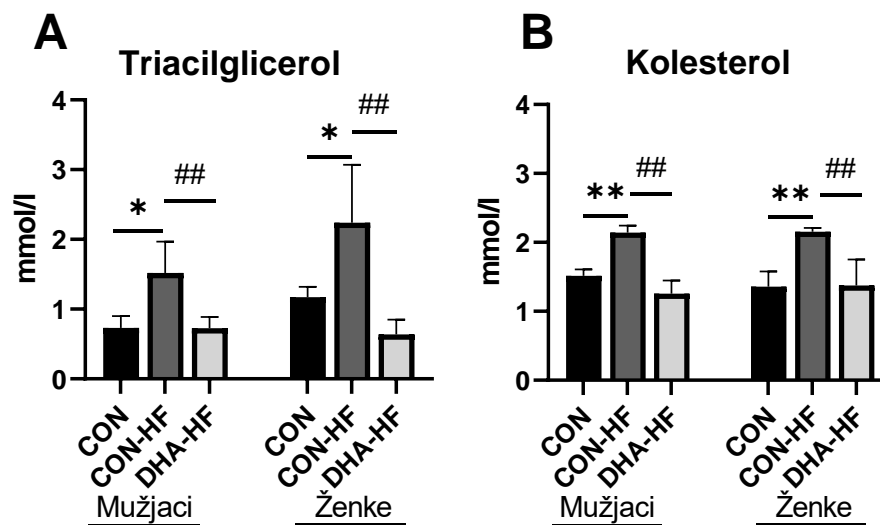 A
Triacilglicerol
mmol/l
4
3
2
1
0
*
##
*
##
CON
CON-HF
DHA-HF
CON
CON-HF
DHA-HF
Mužjaci
Ženke
B
Kolesterol
mmol/l
4
3
2
1
0
**
##
**
##
CON
CON-HF
DHA-HF
CON
CON-HF
DHA-HF
Mužjaci
Ženke